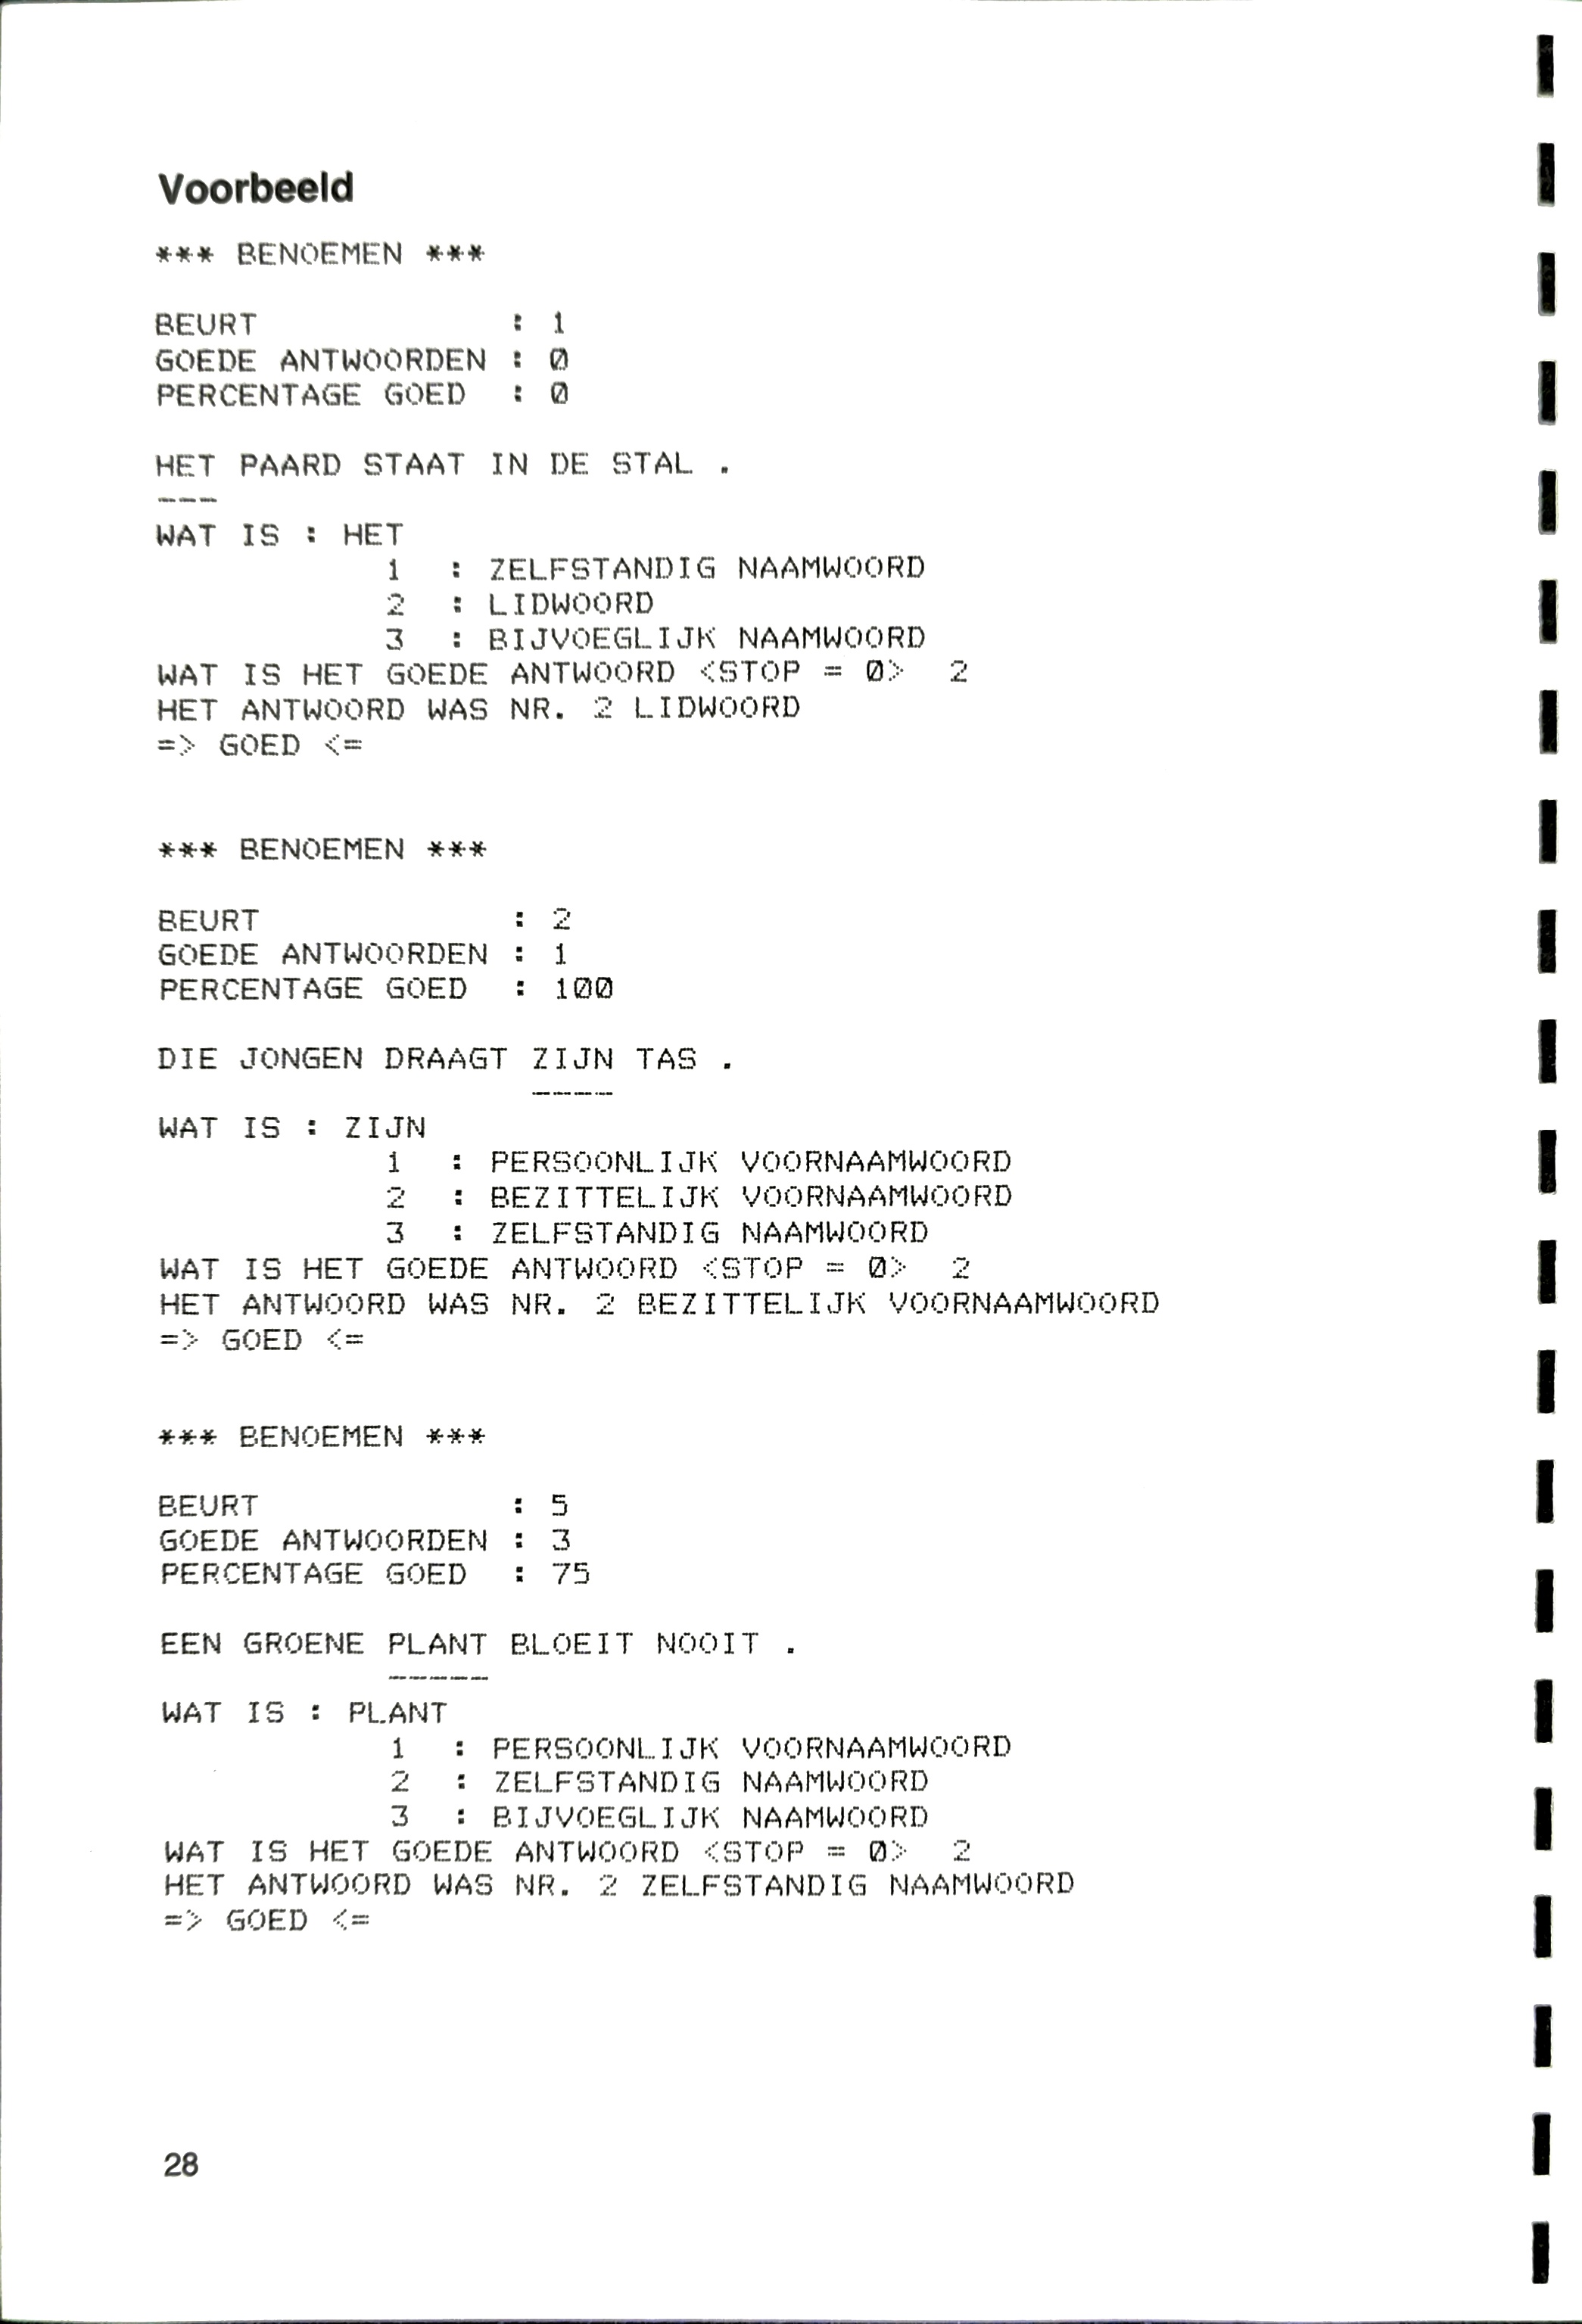 Voorbeeld
*** BENOEMEN ***
BEURT : 1
GOEDE ANTWOORDEN : 0
PERCENTAGE GOED : 0
HET PAARD STAAT IN DE STAL .
---
WAT IS : HET
1 : ZELFSTANDIG NAAMWOORD
2 : LIDWOORD
3 : BIJVOEGLIJK NAAMWOORD
WAT IS HET GOEDE ANTWOORD <STOP = 0> 2
HET ANTWOORD WAS NR. 2 LIDWOORD
=> GOED <=
*** BENOEMEN ***
BEURT : 2
GOEDE ANTWOORDEN : 1
PERCENTAGE GOED : 100
DIE JONGEN DRAAGT ZIJN TAS .
----
WAT IS : ZIJN
1 : PERSOONLIJK VOORNAAMWOORD
2 : BEZITTELIJK VOORNAAMWOORD
3 : ZELFSTANDIG NAAMWOORD
WAT IS HET GOEDE ANTWOORD <STOP = 0> 2
HET ANTWOORD WAS NR. 2 BEZITTELIJK VOORNAAMWOORD
=> GOED <=
*** BENOEMEN ***
BEURT : 5
GOEDE ANTWOORDEN : 3
PERCENTAGE GOED : 75
EEN GROENE PLANT BLOEIT NOOIT .
-----
WAT IS : PLANT
1 : PERSOONLIJK VOORNAAMWOORD
2 : ZELFSTANDIG NAAMWOORD
3 : BIJVOEGLIJK NAAMWOORD
WAT IS HET GOEDE ANTWOORD <STOP = 0> 2
HET ANTWOORD WAS NR. 2 ZELFSTANDIG NAAMWOORD
=> GOED <=
28